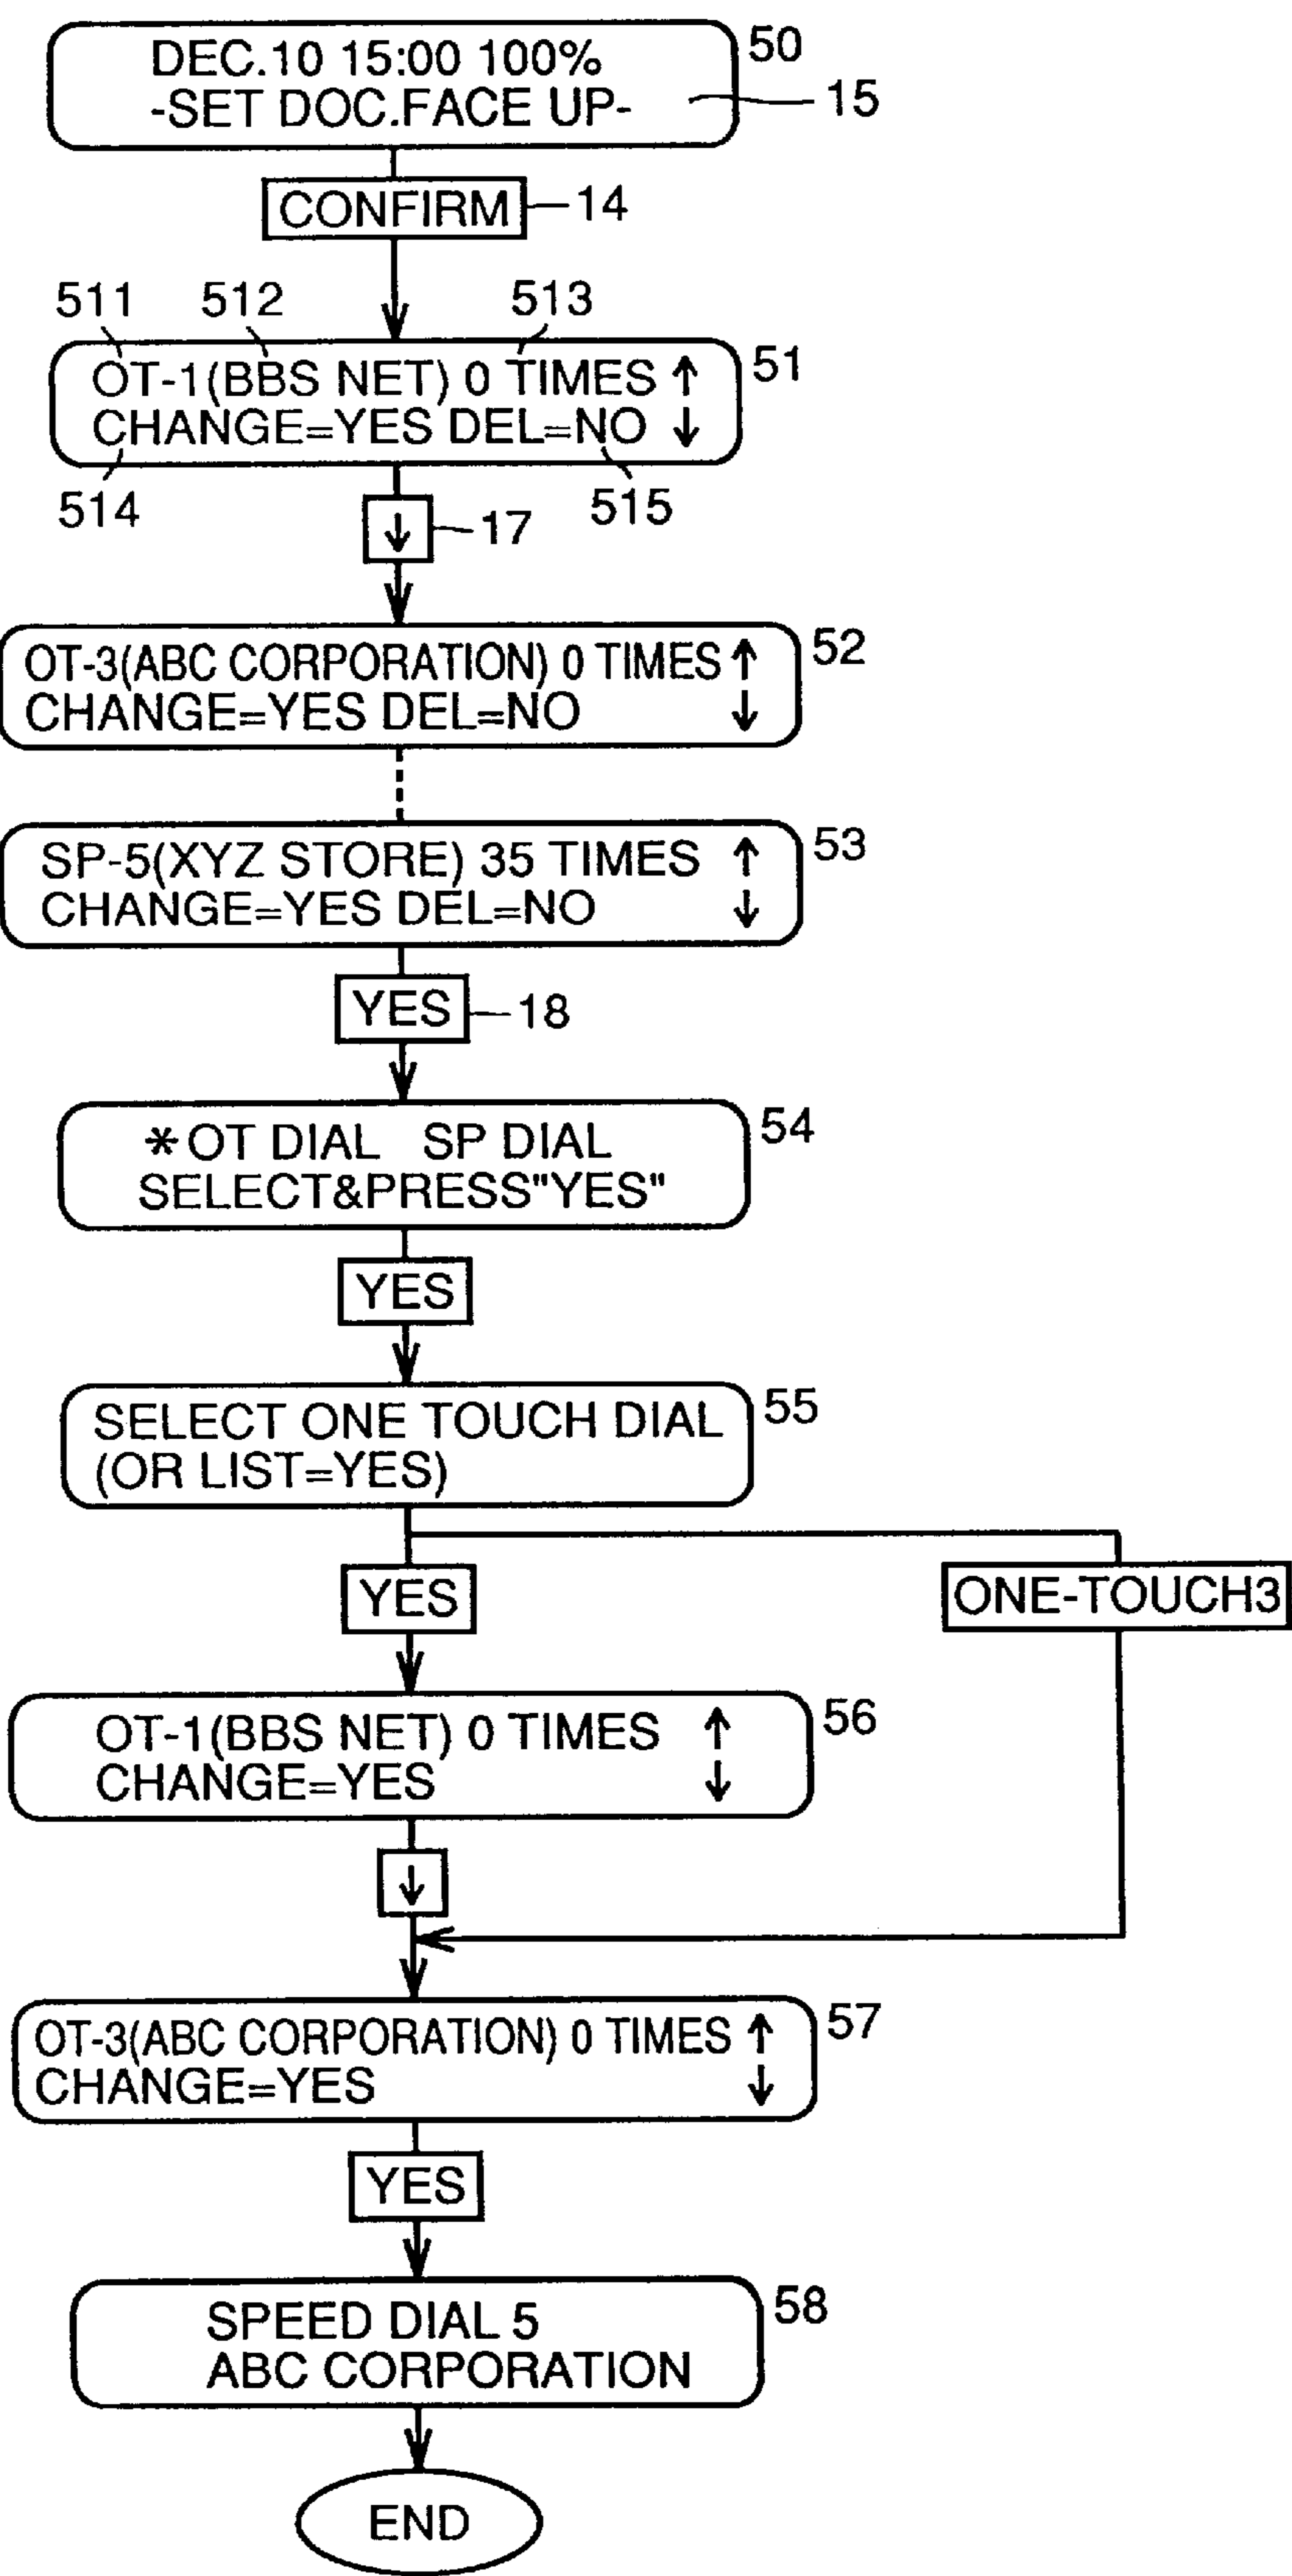 DEC.10 15:00 100%
-SET DOC.FACE UP-
50
15
CONFIRM
14
511 512 513
OT-1(BBS NET) 0 TIMES ↑
CHANGE=YES DEL=NO ↓
51
514 515
↓
17
OT-3(ABC CORPORATION) 0 TIMES ↑
CHANGE=YES DEL=NO ↓
52
SP-5(XYZ STORE) 35 TIMES ↑
CHANGE=YES DEL=NO ↓
53
YES
18
*OT DIAL SP DIAL
SELECT&PRESS"YES"
54
YES
SELECT ONE TOUCH DIAL
(OR LIST=YES)
55
YES
ONE-TOUCH3
OT-1(BBS NET) 0 TIMES ↑
CHANGE=YES ↓
56
↓
OT-3(ABC CORPORATION) 0 TIMES ↑
CHANGE=YES ↓
57
YES
SPEED DIAL 5
ABC CORPORATION
58
END